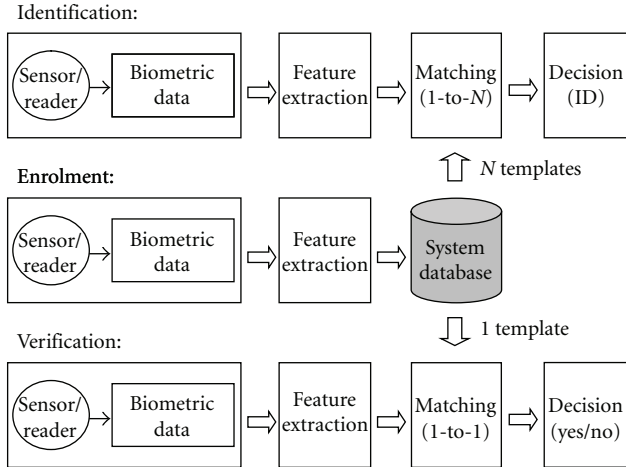 Identification:
Sensor/
reader
Biometric
data
Feature
extraction
Matching
(1-to-N)
Decision
(ID)
N templates
Enrolment:
Sensor/
reader
Biometric
data
Feature
extraction
System
database
1 template
Verification:
Sensor/
reader
Biometric
data
Feature
extraction
Matching
(1-to-1)
Decision
(yes/no)